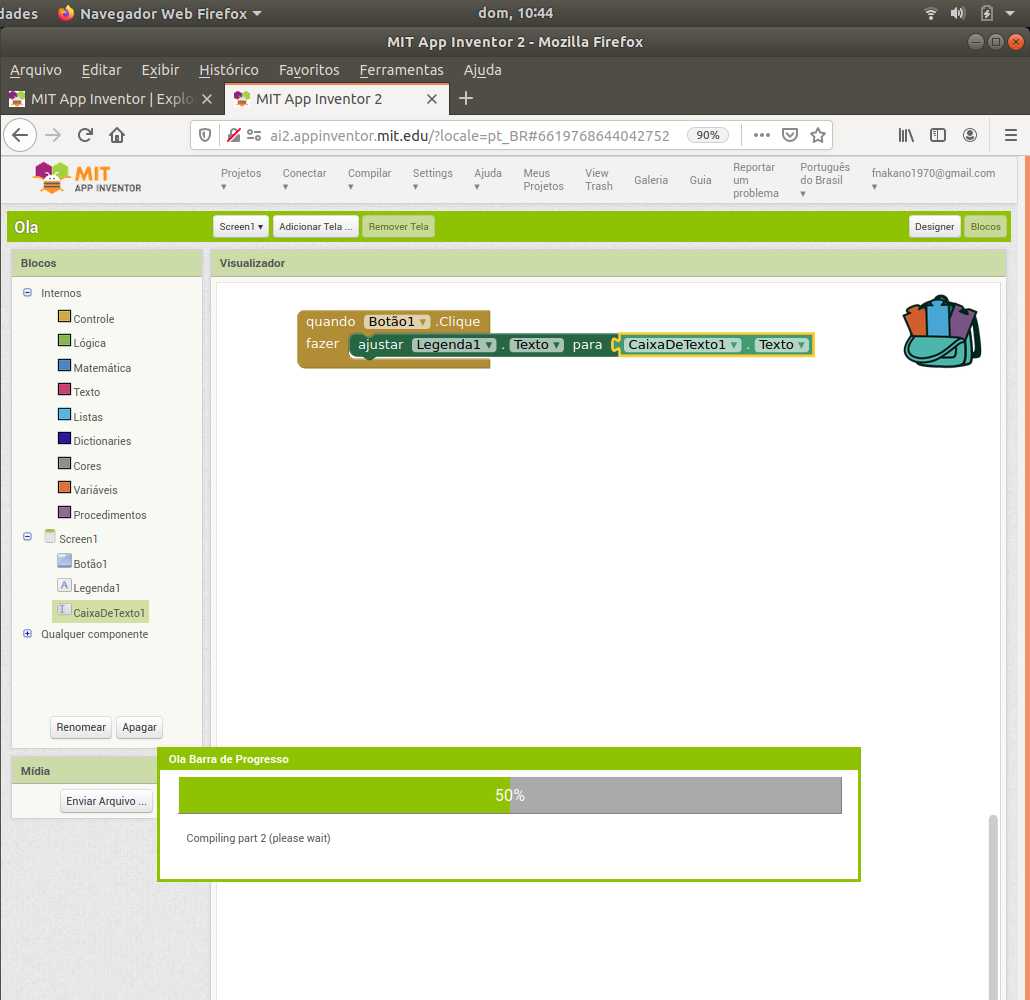 dades Navegador Web Firefox dom, 10:44
MIT App Inventor 2 - Mozilla Firefox
Arquivo Editar Exibir Histórico Favoritos Ferramentas Ajuda
MIT App Inventor | Explo MIT App Inventor 2
ai2.appinventor.mit.edu/?locale=pt_BR#6619768644042752 90%
MIT
APP INVENTOR
Projetos
Conectar
Compilar
Settings
Ajuda
Meus
Projetos
View
Trash
Galeria
Guia
Reportar
um
problema
Português
do Brasil
fnakano1970@gmail.com
Ola Screen1 Adicionar Tela ... Remover Tela Designer Blocos
Blocos
Internos
Controle
Lógica
Matemática
Texto
Listas
Dictionaries
Cores
Variáveis
Procedimentos
Screen1
Botão1
Legenda1
CaixaDeTexto1
Qualquer componente
Renomear Apagar
Mídia
Enviar Arquivo ...
Visualizador
quando Botão1 .Clique
fazer ajustar Legenda1 . Texto para CaixaDeTexto1 . Texto
Ola Barra de Progresso
50%
Compiling part 2 (please wait)